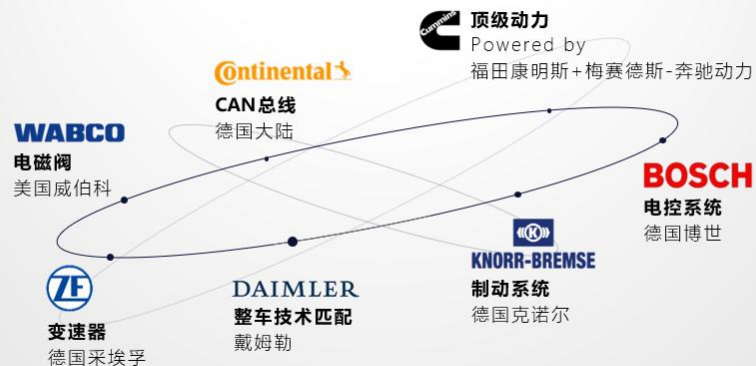 Cummins
顶级动力
Powered by
福田康明斯+梅赛德斯-奔驰动力
Continental
CAN总线
德国大陆
WABCO
电磁阀
美国威伯科
BOSCH
电控系统
德国博世
KNORR-BREMSE
制动系统
德国克诺尔
DAIMLER
整车技术匹配
戴姆勒
ZF
变速器
德国采埃孚